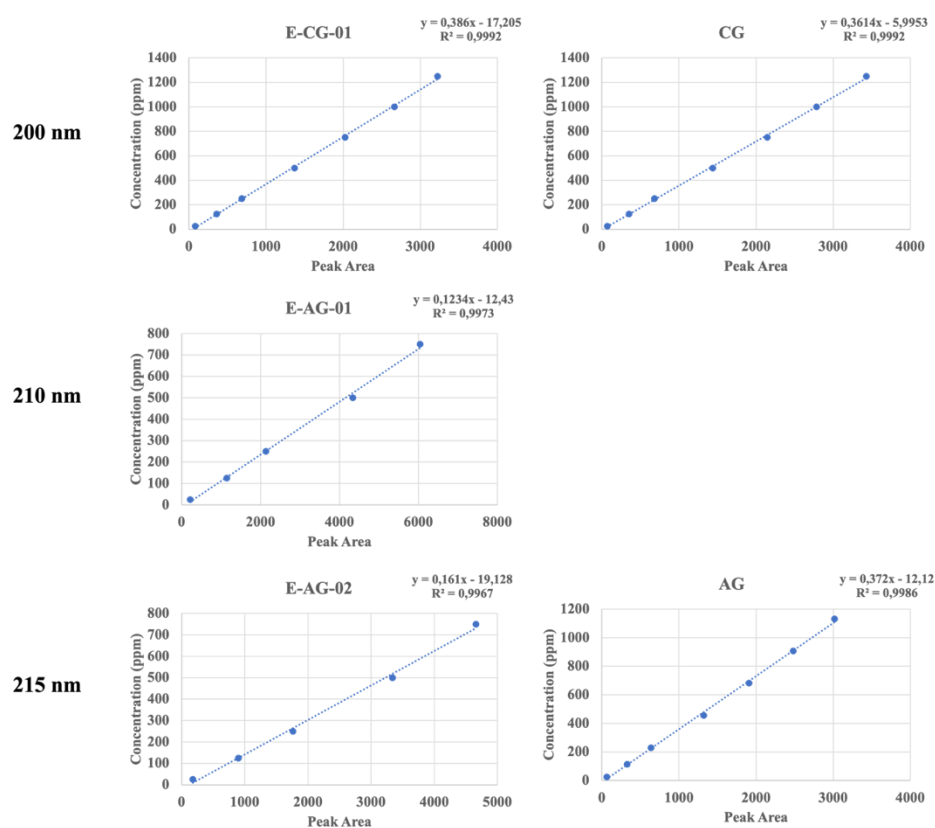 E-CG-01
y = 0,386x - 17,205
R² = 0,9992
1400
1200
1000
800
600
400
200
0
Concentration (ppm)
0 1000 2000 3000 4000
Peak Area
CG
y = 0,3614x - 5,9953
R² = 0,9992
1400
1200
1000
800
600
400
200
0
Concentration (ppm)
0 1000 2000 3000 4000
Peak Area
200 nm
E-AG-01
y = 0,1234x - 12,43
R² = 0,9973
800
700
600
500
400
300
200
100
0
Concentration (ppm)
0 2000 4000 6000 8000
Peak Area
210 nm
E-AG-02
y = 0,161x - 19,128
R² = 0,9967
800
700
600
500
400
300
200
100
0
Concentration (ppm)
0 1000 2000 3000 4000 5000
Peak Area
AG
y = 0,372x - 12,12
R² = 0,9986
1200
1000
800
600
400
200
0
Concentration (ppm)
0 1000 2000 3000 4000
Peak Area
215 nm